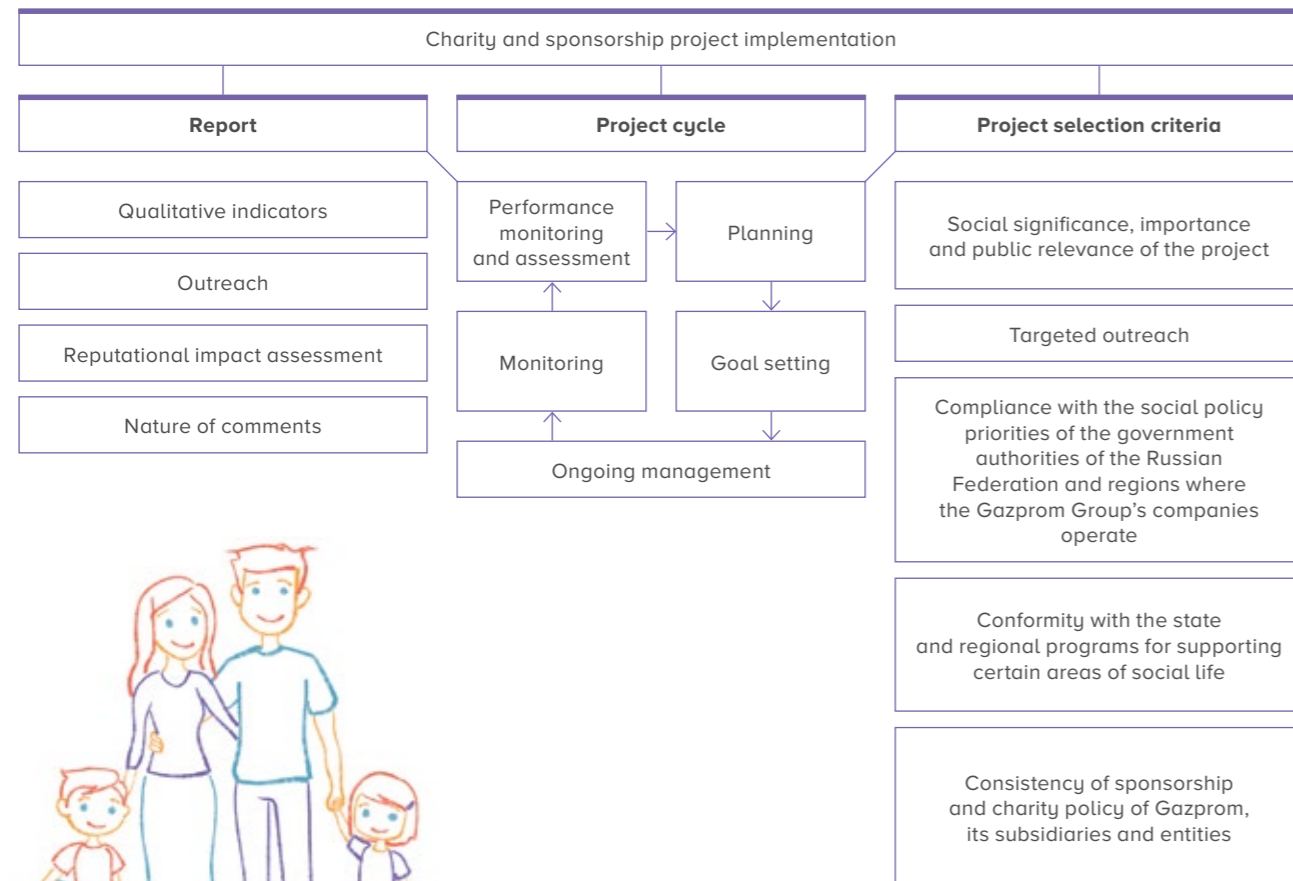 Charity and sponsorship project implementation
Report
Qualitative indicators
Outreach
Reputational impact assessment
Nature of comments
Project cycle
Performance
monitoring
and assessment
Planning
Monitoring
Goal setting
Ongoing management
Project selection criteria
Social significance, importance
and public relevance of the project
Targeted outreach
Compliance with the social policy
priorities of the government
authorities of the Russian
Federation and regions where
the Gazprom Group’s companies
operate
Conformity with the state
and regional programs for supporting
certain areas of social life
Consistency of sponsorship
and charity policy of Gazprom,
its subsidiaries and entities